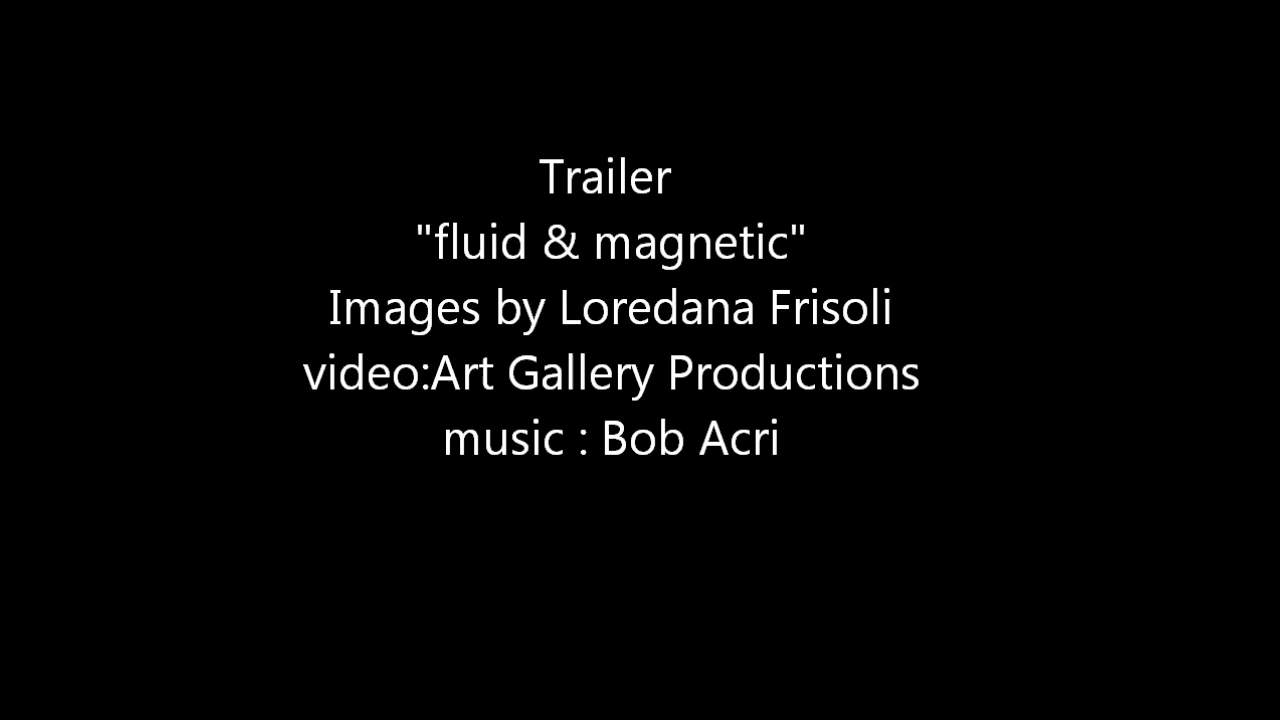 Trailer
"fluid & magnetic"
Images by Loredana Frisoli
video:Art Gallery Productions
music : Bob Acri